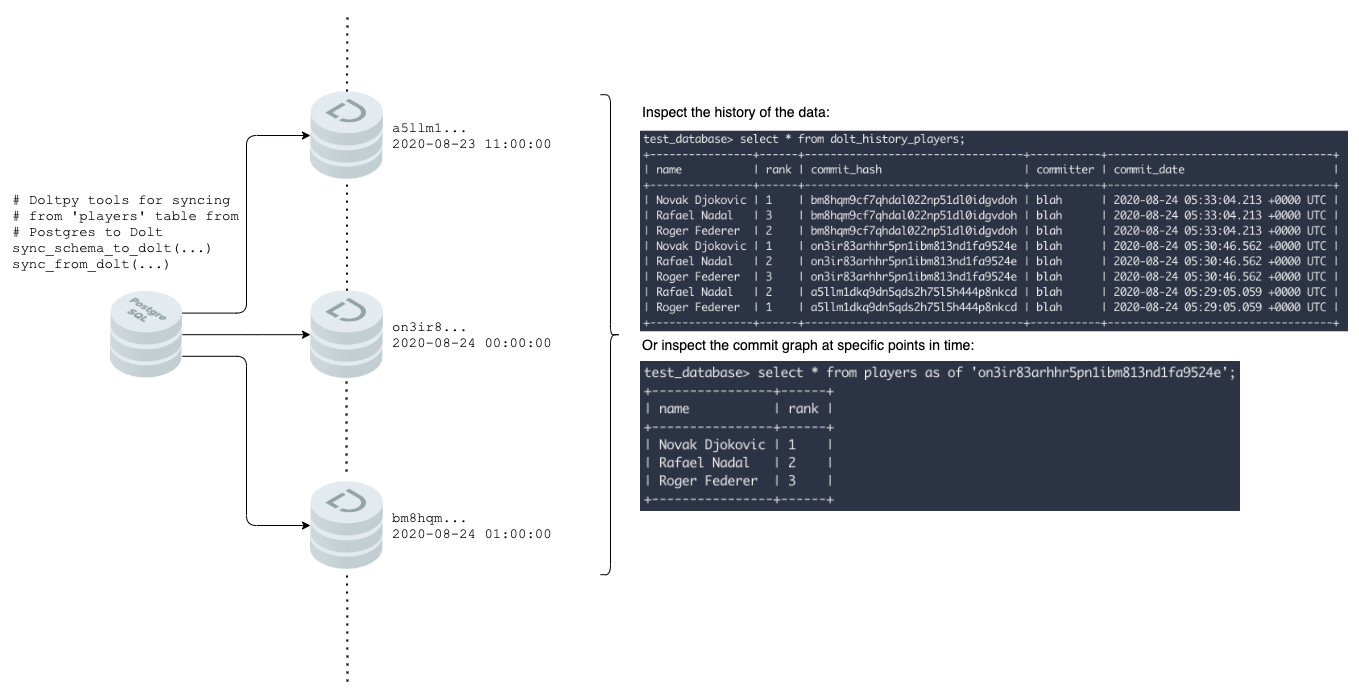 # Doltpy tools for syncing
# from 'players' table from
# Postgres to Dolt
sync_schema_to_dolt(...)
sync_from_dolt(...)
Postgre
SQL
a5llm1...
2020-08-23 11:00:00
on3ir8...
2020-08-24 00:00:00
bm8hqm...
2020-08-24 01:00:00
Inspect the history of the data:
test_database> select * from dolt_history_players;
+---------------+------+----------------------------------+-----------+-----------------------------------+
| name | rank | commit_hash | committer | commit_date |
+---------------+------+----------------------------------+-----------+-----------------------------------+
| Novak Djokovic | 1 | bm8hqm9cf7qhdal022np51dl0idgvdoh | blah | 2020-08-24 05:33:04.213 +0000 UTC |
| Rafael Nadal | 3 | bm8hqm9cf7qhdal022np51dl0idgvdoh | blah | 2020-08-24 05:33:04.213 +0000 UTC |
| Roger Federer | 2 | bm8hqm9cf7qhdal022np51dl0idgvdoh | blah | 2020-08-24 05:33:04.213 +0000 UTC |
| Novak Djokovic | 1 | on3ir83arhhr5pn1ibm813nd1fa9524e | blah | 2020-08-24 05:30:46.562 +0000 UTC |
| Rafael Nadal | 2 | on3ir83arhhr5pn1ibm813nd1fa9524e | blah | 2020-08-24 05:30:46.562 +0000 UTC |
| Roger Federer | 3 | on3ir83arhhr5pn1ibm813nd1fa9524e | blah | 2020-08-24 05:30:46.562 +0000 UTC |
| Rafael Nadal | 2 | a5llm1dkq9dn5qds2h75l5h444p8nkcd | blah | 2020-08-24 05:29:05.059 +0000 UTC |
| Roger Federer | 1 | a5llm1dkq9dn5qds2h75l5h444p8nkcd | blah | 2020-08-24 05:29:05.059 +0000 UTC |
+---------------+------+----------------------------------+-----------+-----------------------------------+
Or inspect the commit graph at specific points in time:
test_database> select * from players as of 'on3ir83arhhr5pn1ibm813nd1fa9524e';
+----------------+------+
| name | rank |
+----------------+------+
| Novak Djokovic | 1 |
| Rafael Nadal | 2 |
| Roger Federer | 3 |
+----------------+------+